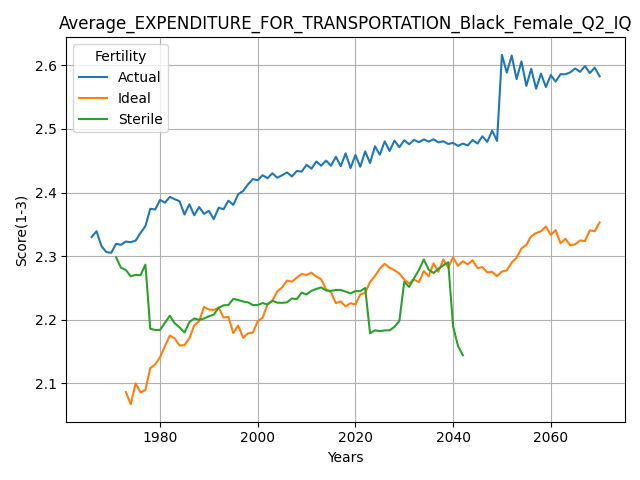 Average_EXPENDITURE_FOR_TRANSPORTATION_Black_Female_Q2_IQ
Fertility
Actual
Ideal
Sterile
Score(1-3)
2.6
2.5
2.4
2.3
2.2
2.1
1980
2000
2020
2040
2060
Years